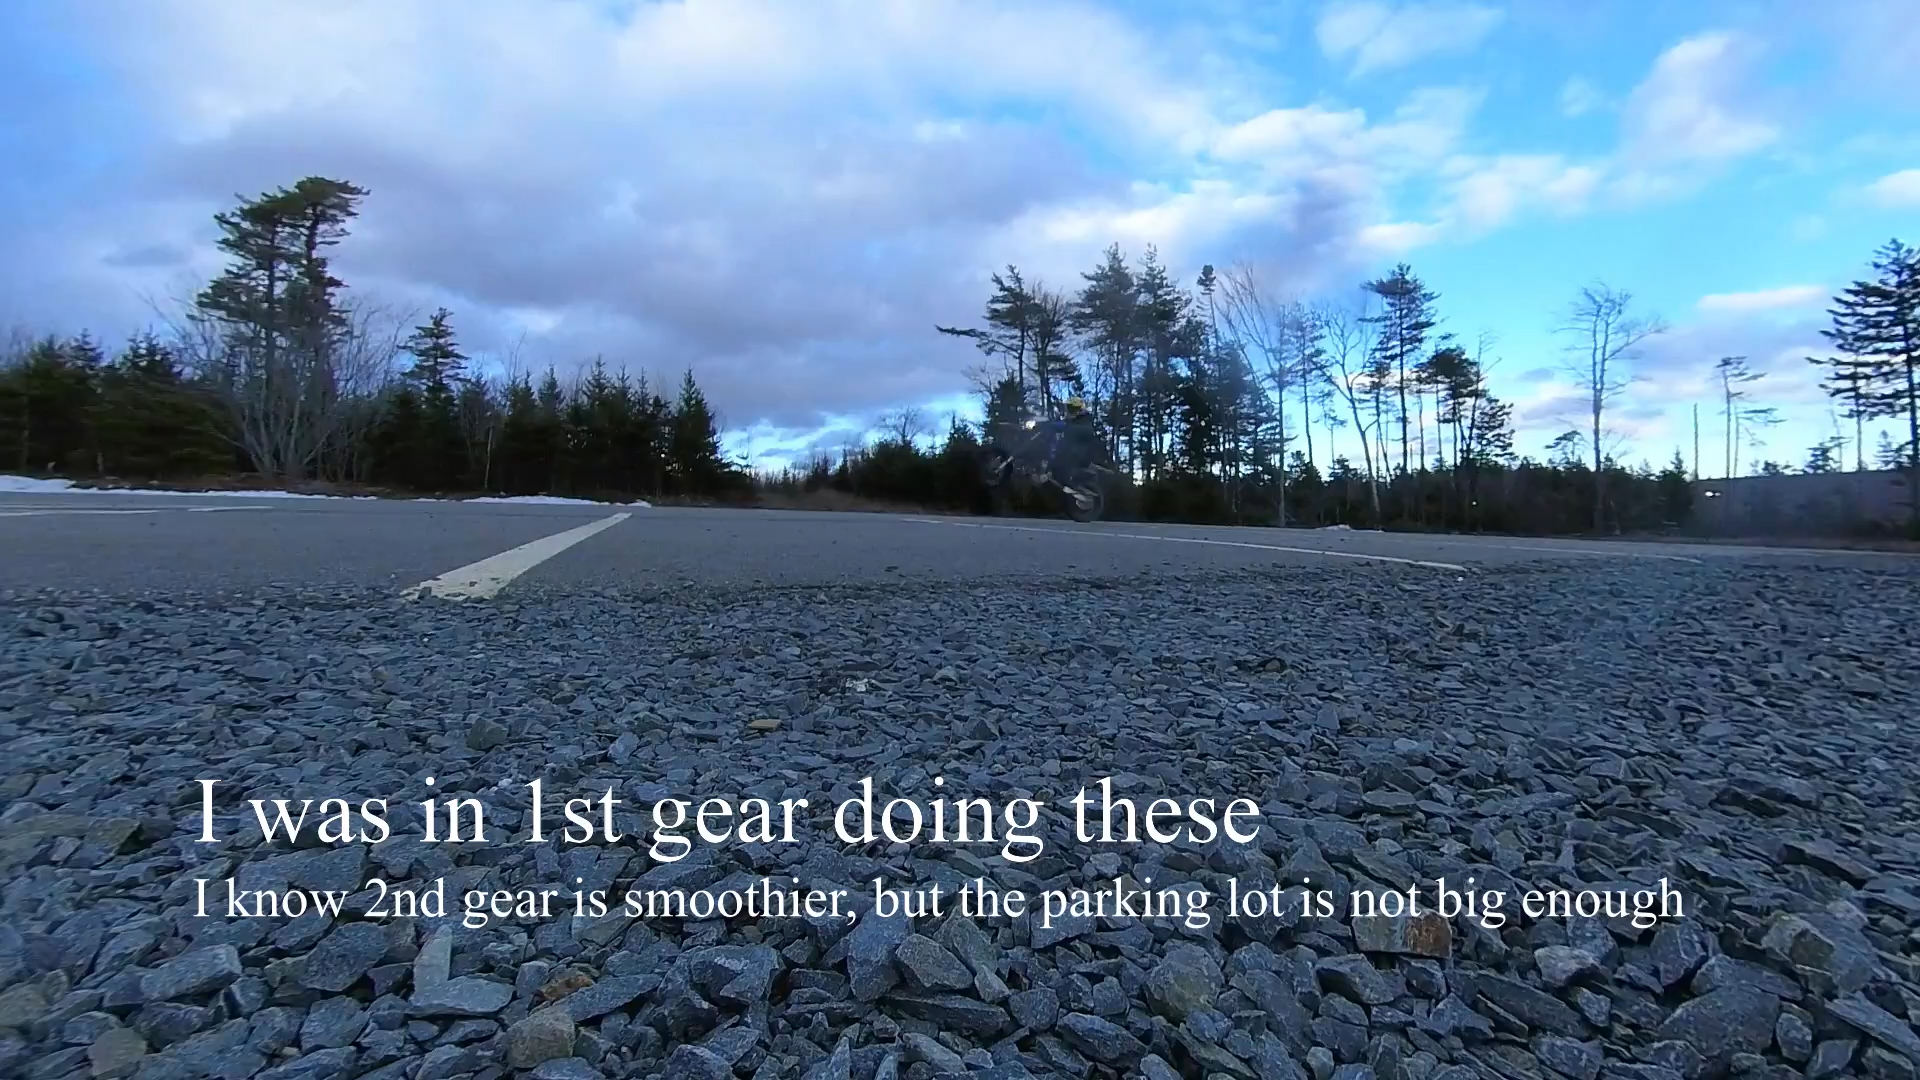 I was in 1st gear doing these
I know 2nd gear is smoothier, but the parking lot is not big enough